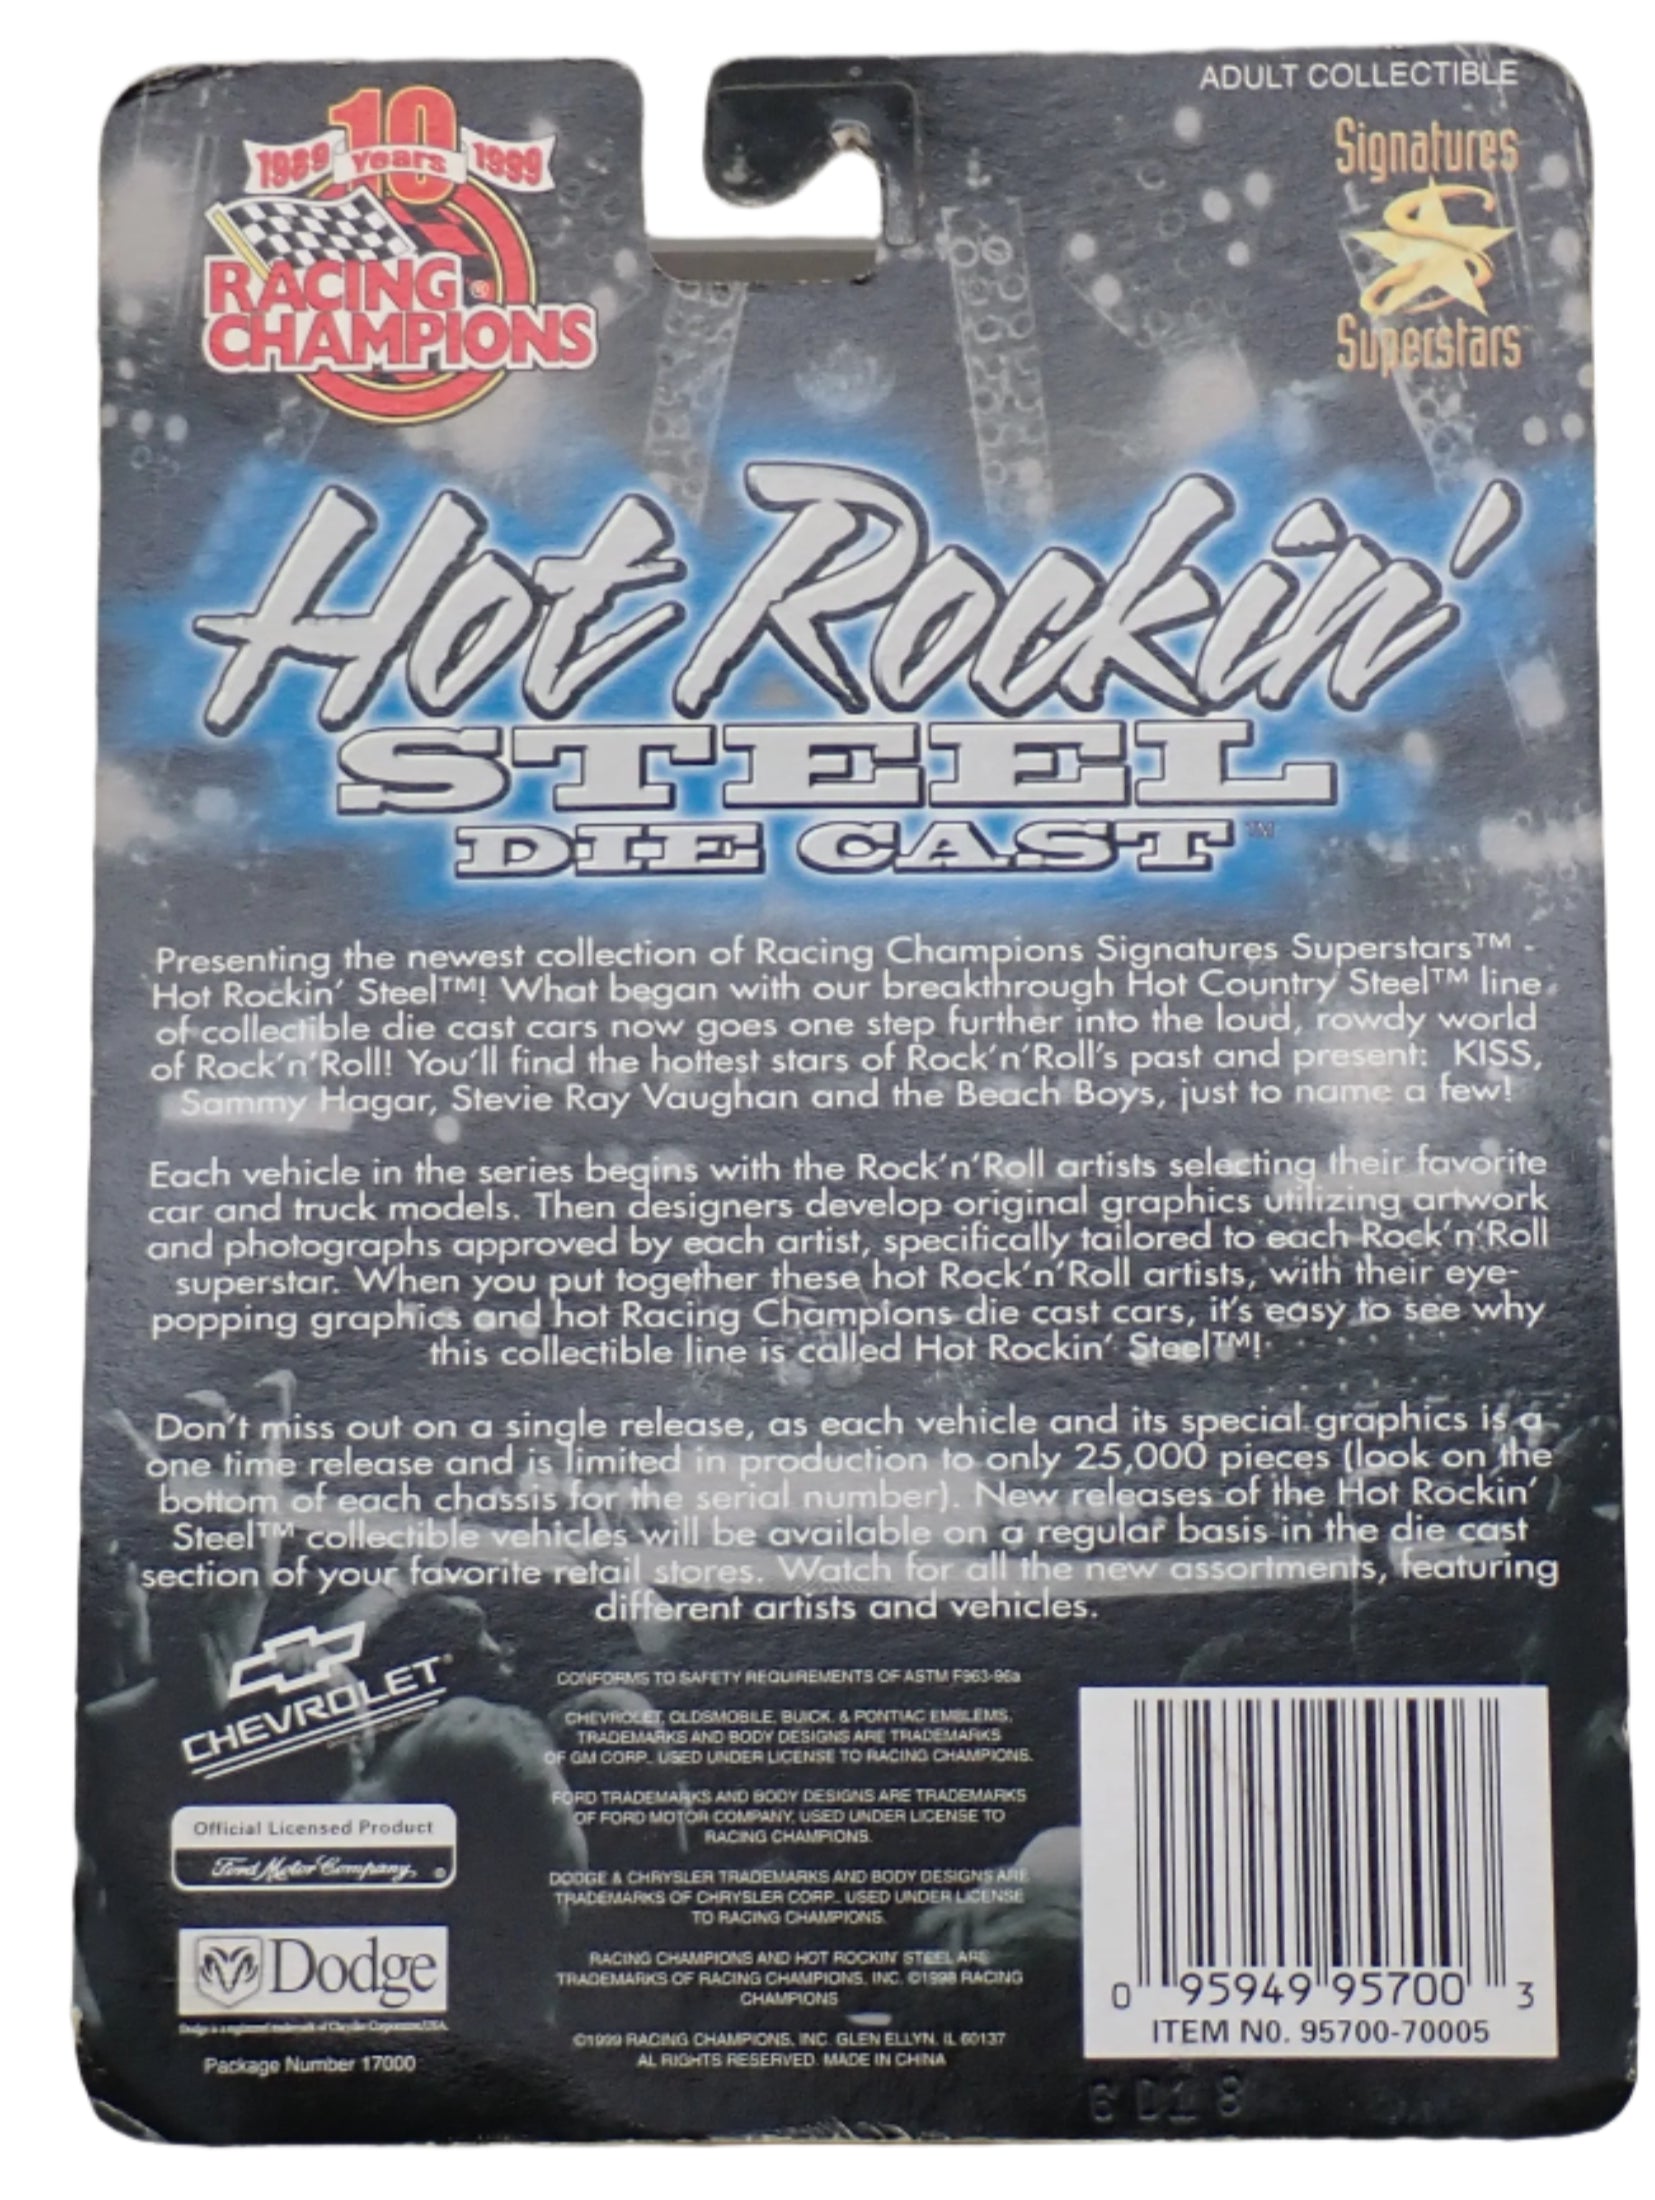 ADULT COLLECTIBLE
10
1989 Years 1999
RACING
CHAMPIONS®
Signatures
S
Superstars
Hot Rockin'
STEEL
DIE CAST™
Presenting the newest collection of Racing Champions Signatures Superstars™ -
Hot Rockin' Steel™! What began with our breakthrough Hot Country Steel™ line
of collectible die cast cars now goes one step further into the loud, rowdy world
of Rock'n'Roll! You'll find the hottest stars of Rock'n'Roll's past and present: KISS,
Sammy Hagar, Stevie Ray Vaughan and the Beach Boys, just to name a few!
Each vehicle in the series begins with the Rock'n'Roll artists selecting their favorite
car and truck models. Then designers develop original graphics utilizing artwork
and photographs approved by each artist, specifically tailored to each Rock'n'Roll
superstar. When you put together these hot Rock'n'Roll artists, with their eye-
popping graphics and hot Racing Champions die cast cars, it's easy to see why
this collectible line is called Hot Rockin' Steel™!
Don't miss out on a single release, as each vehicle and its special graphics is a
one time release and is limited in production to only 25,000 pieces (look on the
bottom of each chassis for the serial number). New releases of the Hot Rockin'
Steel™ collectible vehicles will be available on a regular basis in the die cast
section of your favorite retail stores. Watch for all the new assortments, featuring
different artists and vehicles.
CHEVROLET
Official Licensed Product
Ford Motor Company, ®
Dodge
Dodge is a registered trademark of Chrysler Corporation/USA.
Package Number 17000
CONFORMS TO SAFETY REQUIREMENTS OF ASTM F963-96a
CHEVROLET, OLDSMOBILE, BUICK, & PONTIAC EMBLEMS,
TRADEMARKS AND BODY DESIGNS ARE TRADEMARKS
OF GM CORP., USED UNDER LICENSE TO RACING CHAMPIONS.
FORD TRADEMARKS AND BODY DESIGNS ARE TRADEMARKS
OF FORD MOTOR COMPANY, USED UNDER LICENSE TO
RACING CHAMPIONS.
DODGE & CHRYSLER TRADEMARKS AND BODY DESIGNS ARE
TRADEMARKS OF CHRYSLER CORP., USED UNDER LICENSE
TO RACING CHAMPIONS.
RACING CHAMPIONS AND HOT ROCKIN' STEEL ARE
TRADEMARKS OF RACING CHAMPIONS, INC. ©1998 RACING
CHAMPIONS
©1999 RACING CHAMPIONS, INC. GLEN ELLYN, IL 60137
AL RIGHTS RESERVED. MADE IN CHINA
0 95949 95700 3
ITEM NO. 95700-70005
6018